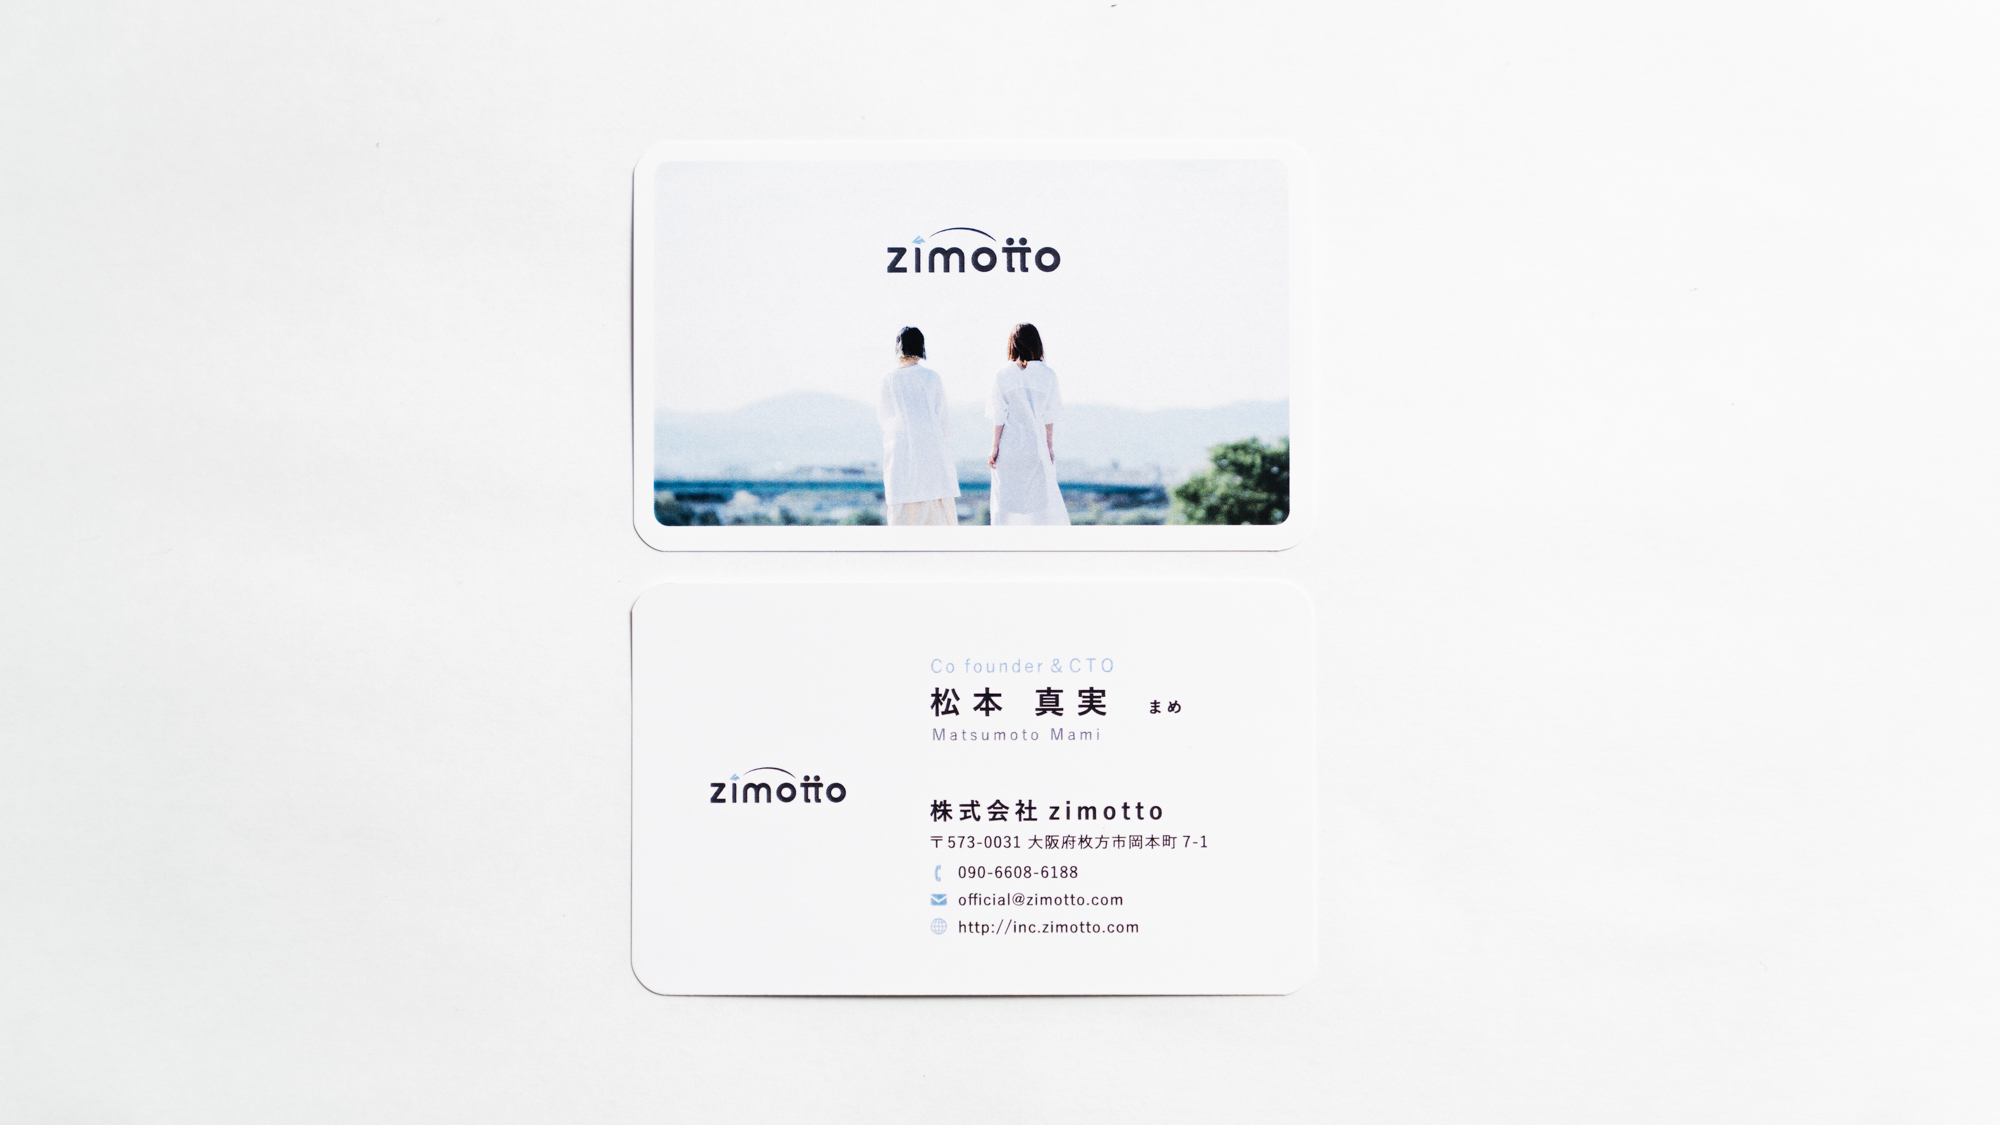 zimotto
Co founder & CTO
松本 真実 まめ
Matsumoto Mami
zimotto
株式会社 zimotto
〒573-0031 大阪府枚方市岡本町 7-1
090-6608-6188
official@zimotto.com
http://inc.zimotto.com